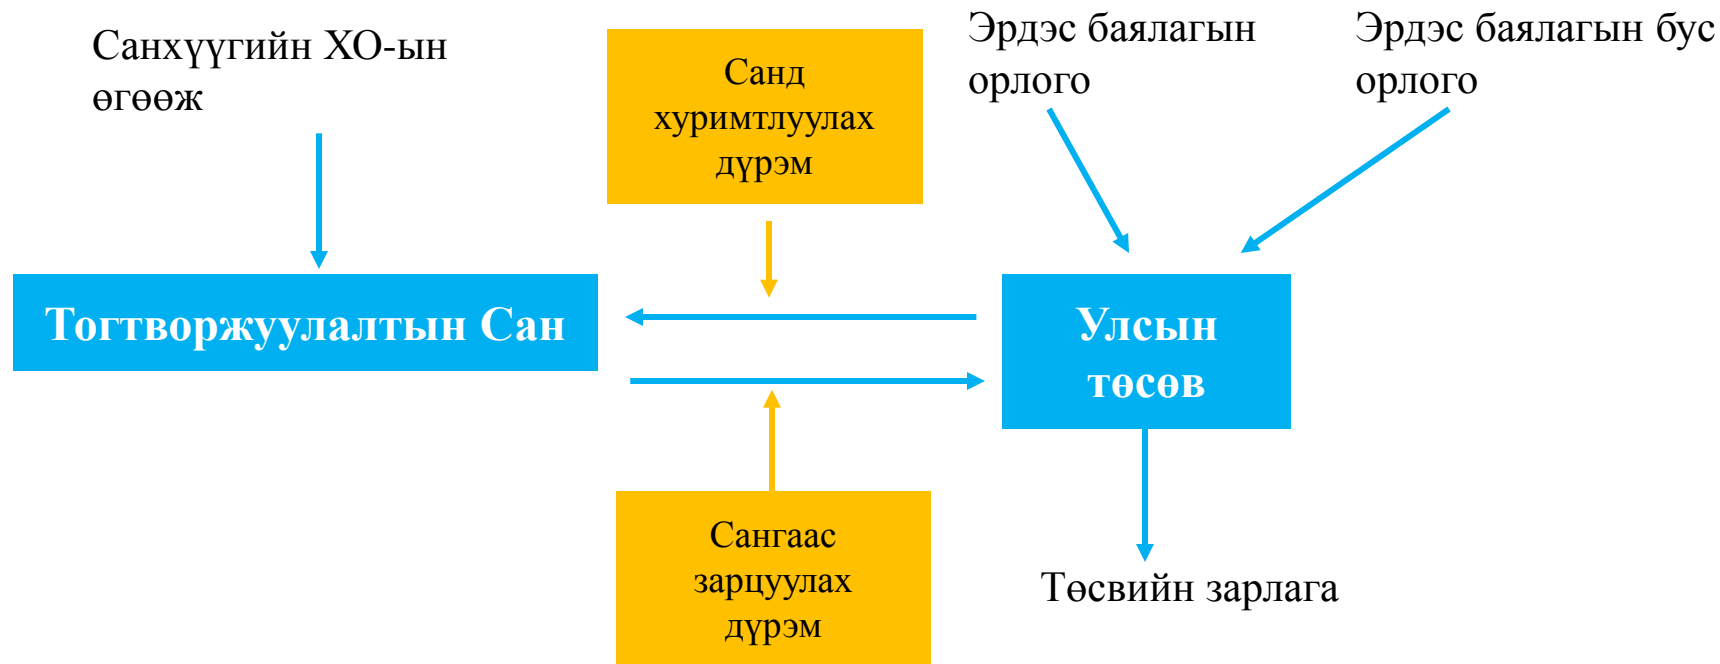 Санхүүгийн ХО-ын
өгөөж
Санд
хуримтлуулах
дүрэм
Эрдэс баялагын
орлого
Эрдэс баялагын бус
орлого
Тогтворжуулалтын Сан
Улсын
төсөв
Сангаас
зарцуулах
дүрэм
Төсвийн зарлага